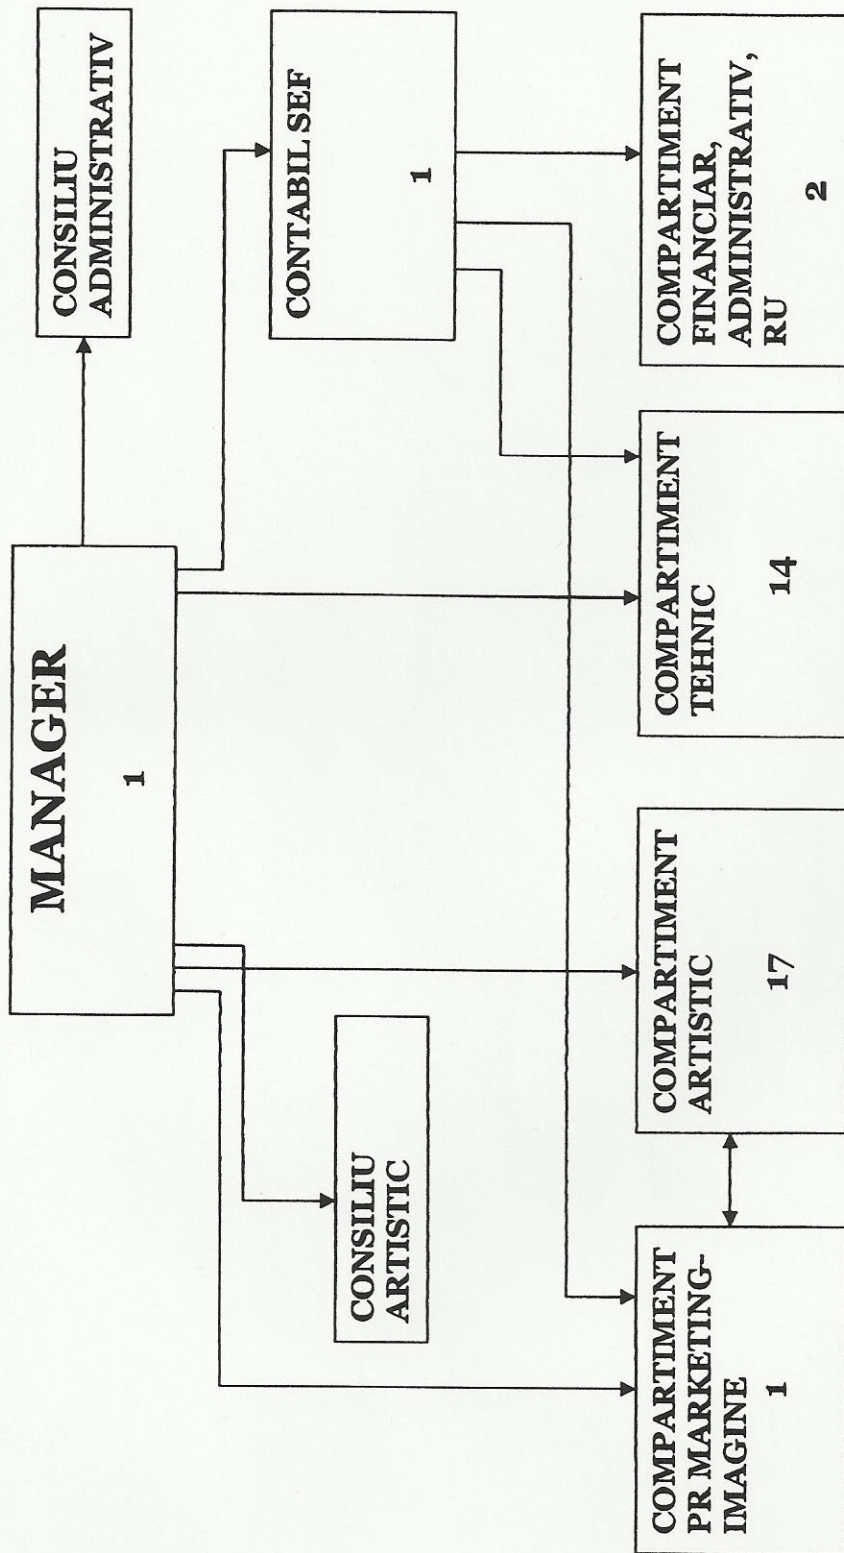 MANAGER
1
CONSILIU
ADMINISTRATIV
CONSILIU
ARTISTIC
CONTABIL SEF
1
COMPARTIMENT
PR MARKETING-
IMAGINE
1
COMPARTIMENT
ARTISTIC
17
COMPARTIMENT
TEHNIC
14
COMPARTIMENT
FINANCIAR,
ADMINISTRATIV,
RU
2